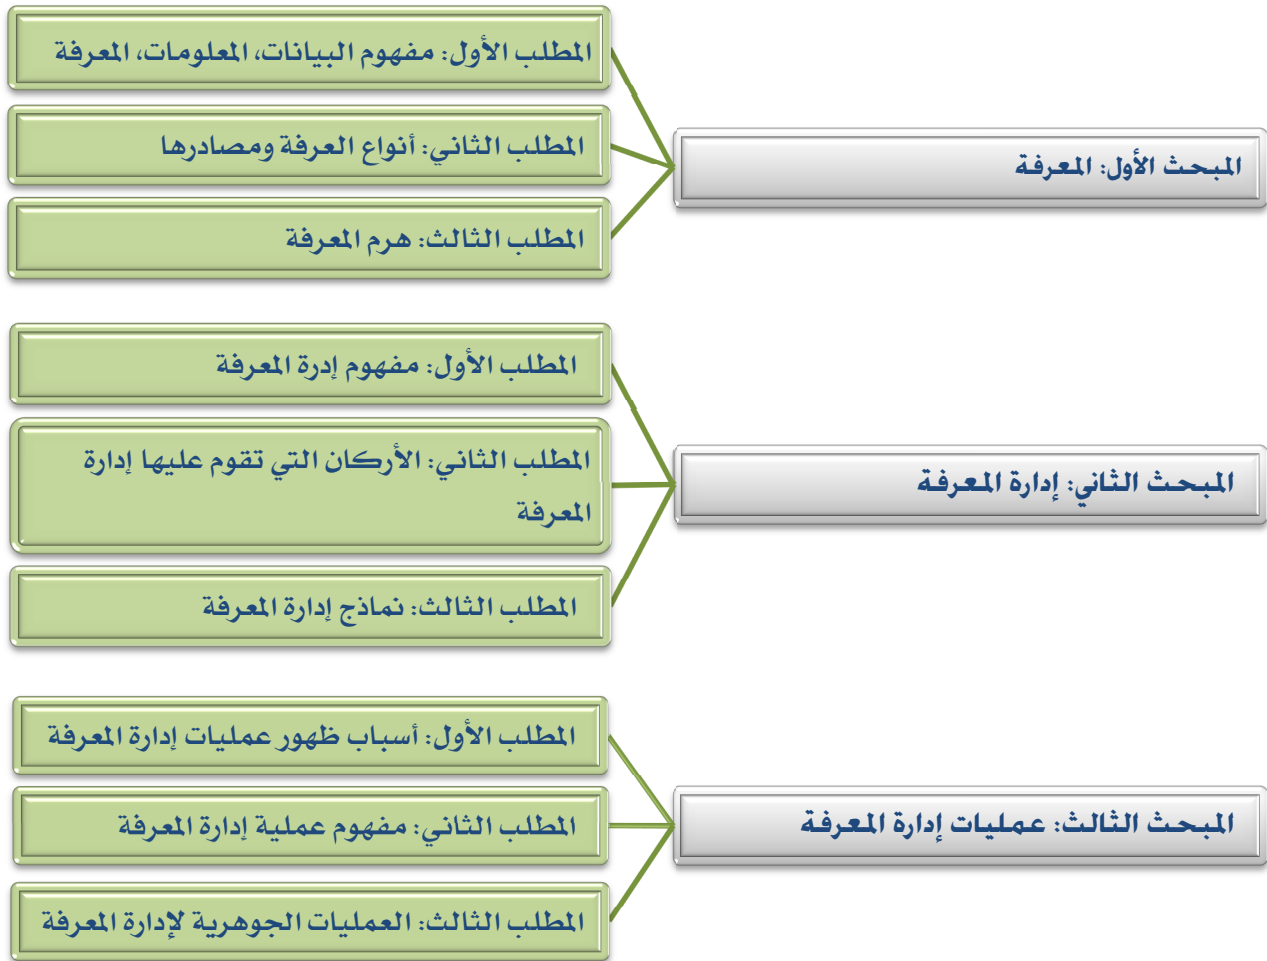 المبحث الأول: المعرفة
المطلب الأول: مفهوم البيانات، المعلومات، المعرفة
المطلب الثاني: أنواع العرفة ومصادرها
المطلب الثالث: هرم المعرفة
المبحث الثاني: إدارة المعرفة
المطلب الأول: مفهوم إدرة المعرفة
المطلب الثاني: الأركان التي تقوم عليها إدارة
المعرفة
المطلب الثالث: نماذج إدارة المعرفة
المبحث الثالث: عمليات إدارة المعرفة
المطلب الأول: أسباب ظهور عمليات إدارة المعرفة
المطلب الثاني: مفهوم عملية إدارة المعرفة
المطلب الثالث: العمليات الجوهرية لإدارة المعرفة